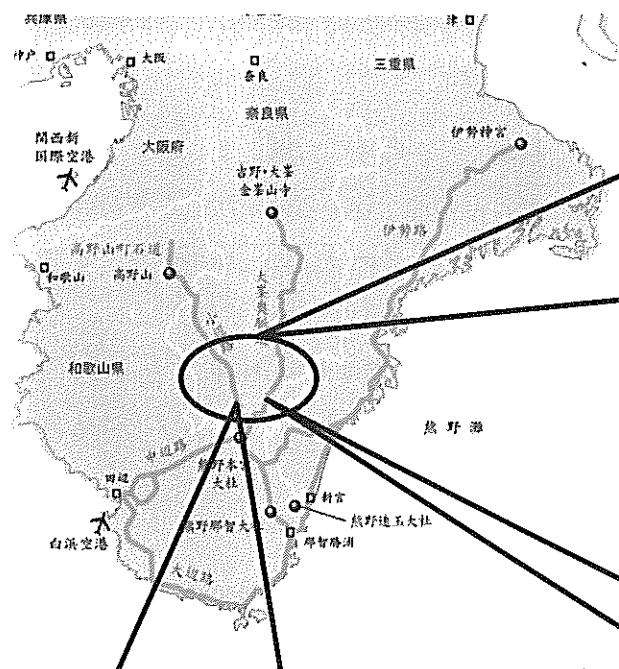 兵庫県
津
神戸
大阪
奈良
三重県
奈良県
関西新
国際空港
大阪府
伊勢神宮
吉野・大峯
金峯山寺
伊勢路
高野山町石道
和歌山
高野山
和歌山県
熊野灘
中辺路
熊野本宮
大社
田辺
新宮
熊野那智大社
熊野速玉大社
那智勝浦
白浜空港
大辺路